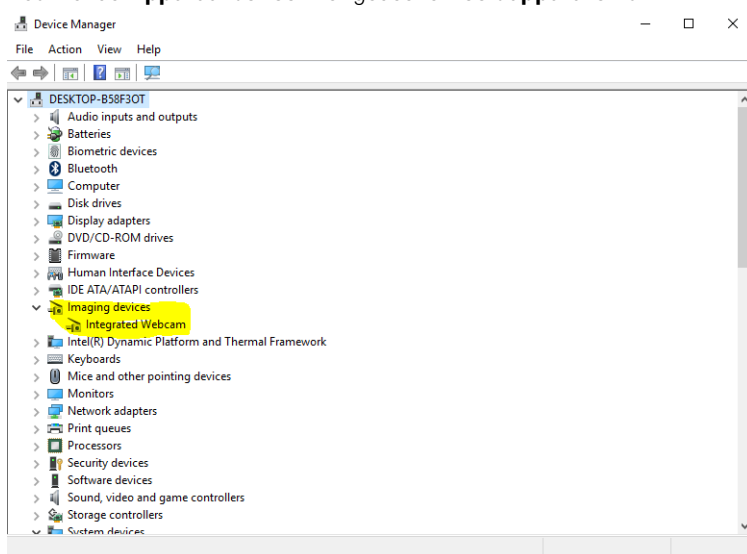 Device Manager
File Action View Help
DESKTOP-B58F3OT
Audio inputs and outputs
Batteries
Biometric devices
Bluetooth
Computer
Disk drives
Display adapters
DVD/CD-ROM drives
Firmware
Human Interface Devices
IDE ATA/ATAPI controllers
Imaging devices
Integrated Webcam
Intel(R) Dynamic Platform and Thermal Framework
Keyboards
Mice and other pointing devices
Monitors
Network adapters
Print queues
Processors
Security devices
Software devices
Sound, video and game controllers
Storage controllers
System devices